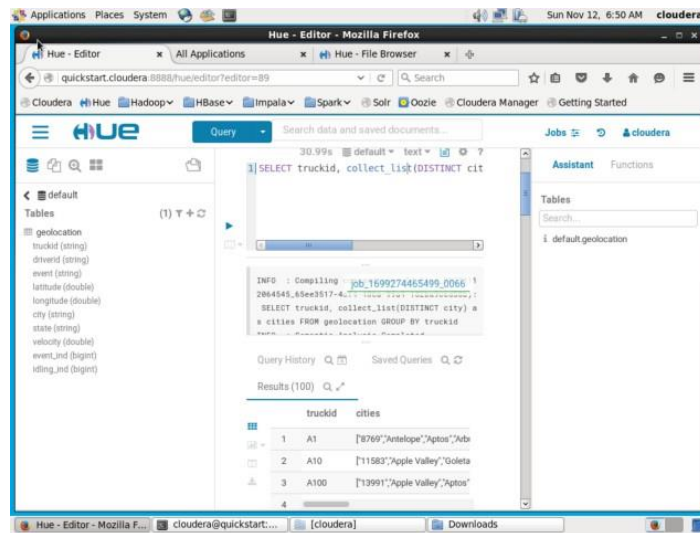 Applications Places System Sun Nov 12, 6:50 AM cloudera
Hue - Editor - Mozilla Firefox
Hue - Editor × All Applications × Hue - File Browser ×
quickstart.cloudera:8888/hue/editor?editor=89 Search
Cloudera Hue Hadoop HBase Impala Spark Solr Oozie Cloudera Manager Getting Started
HUE Query Search data and saved documents... Jobs cloudera
30.99s default text ?
1 SELECT truckid, collect_list(DISTINCT cit
Assistant Functions
default
Tables (1)
geolocation
truckid (string)
driverid (string)
event (string)
latitude (double)
longitude (double)
city (string)
state (string)
velocity (double)
event_ind (bigint)
idling_ind (bigint)
Tables
Search...
default.geolocation
INFO : Compiling job_1699274465499_0066
SELECT truckid, collect_list(DISTINCT city) a
s cities FROM geolocation GROUP BY truckid
Query History Saved Queries
Results (100)
truckid cities
1 A1 ["8769","Antelope","Aptos","Arb
2 A10 ["11583","Apple Valley","Goleta
3 A100 ["13991","Apple Valley","Aptos"
4
Hue - Editor - Mozilla F... cloudera@quickstart:... [cloudera] Downloads